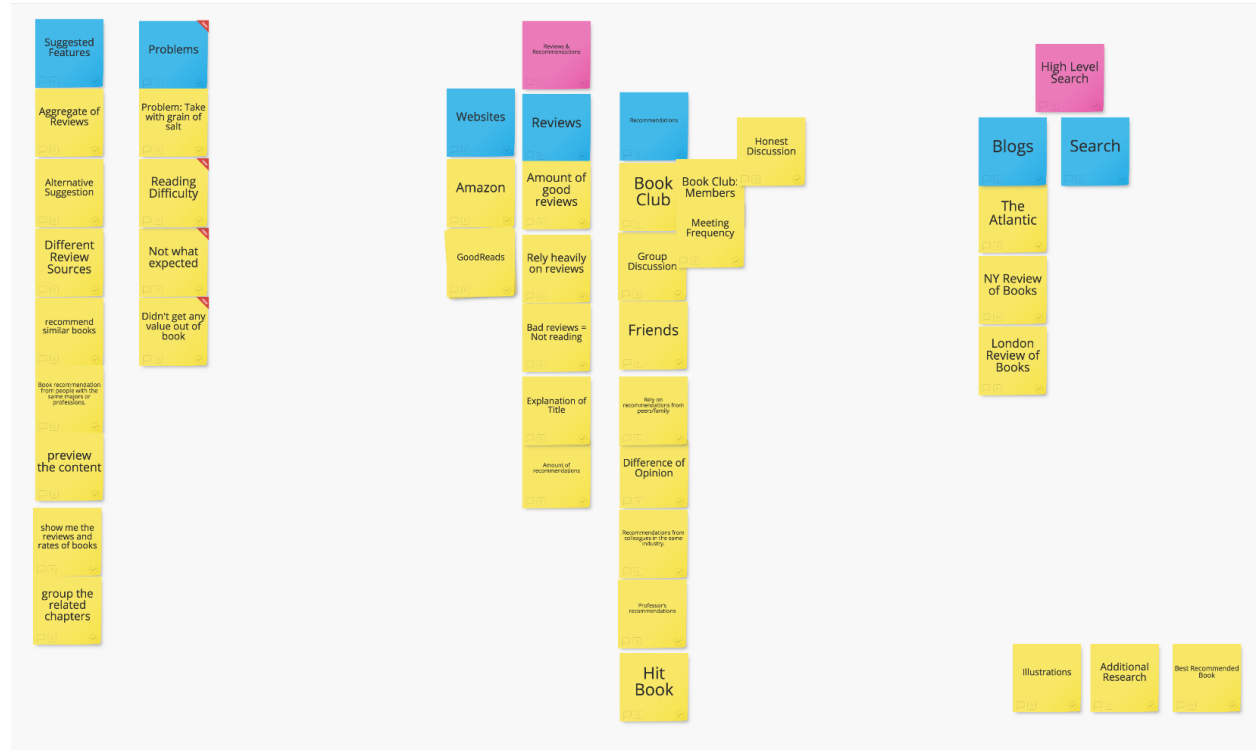 Suggested
Features
Aggregate of
Reviews
Alternative
Suggestion
Different
Review
Sources
recommend
similar books
Book recommendation
from people with the
same majors or
professions.
preview
the content
show me the
reviews and
rates of books
group the
related
chapters
Problems
Problem: Take
with grain of
salt
Reading
Difficulty
Not what
expected
Didn't get any
value out of
book
Reviews &
Recommendations
Websites
Amazon
GoodReads
Reviews
Amount of
good
reviews
Rely heavily
on reviews
Bad reviews =
Not reading
Explanation of
Title
Amount of
recommendations
Recommendations
Book
Club
Book Club:
Members
Meeting
Frequency
Honest
Discussion
Group
Discussion
Friends
Rely on
recommendations from
peers/family
Difference of
Opinion
Recommendations from
colleagues in the same
industry.
Professor's
recommendations
Hit
Book
High Level
Search
Blogs
The
Atlantic
NY Review
of Books
London
Review of
Books
Search
Illustrations
Additional
Research
Best Recommended
Book